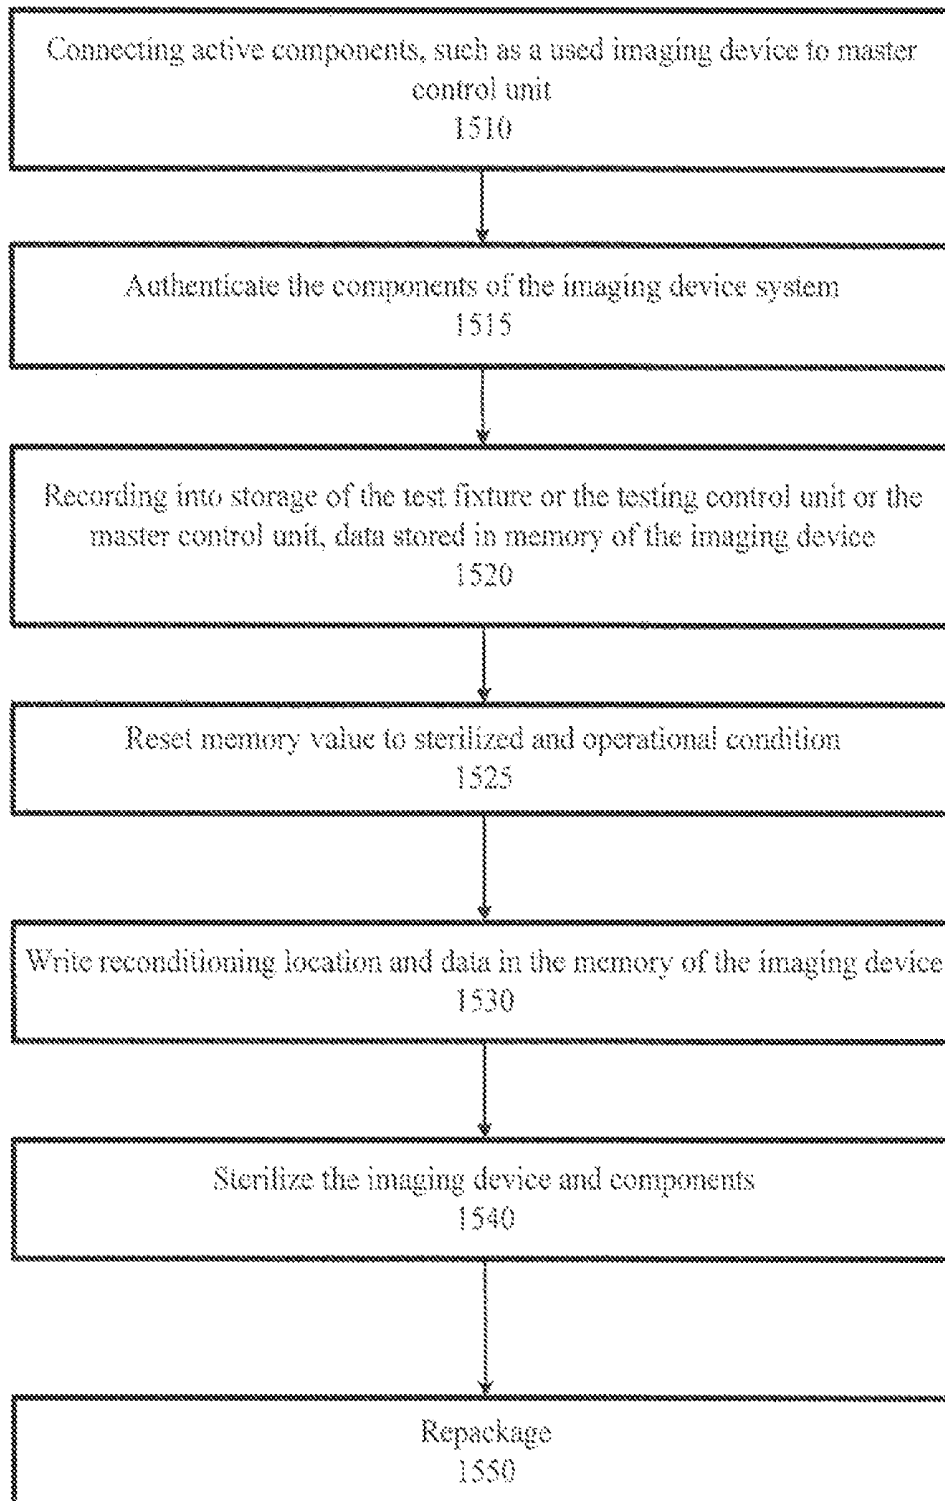 Connecting active components, such as a used imaging device to master
control unit
1510
Authenticate the components of the imaging device system
1515
Recording into storage of the test fixture or the testing control unit or the
master control unit, data stored in memory of the imaging device
1520
Reset memory value to sterilized and operational condition
1525
Write reconditioning location and data in the memory of the imaging device
1530
Sterilize the imaging device and components
1540
Repackage
1550